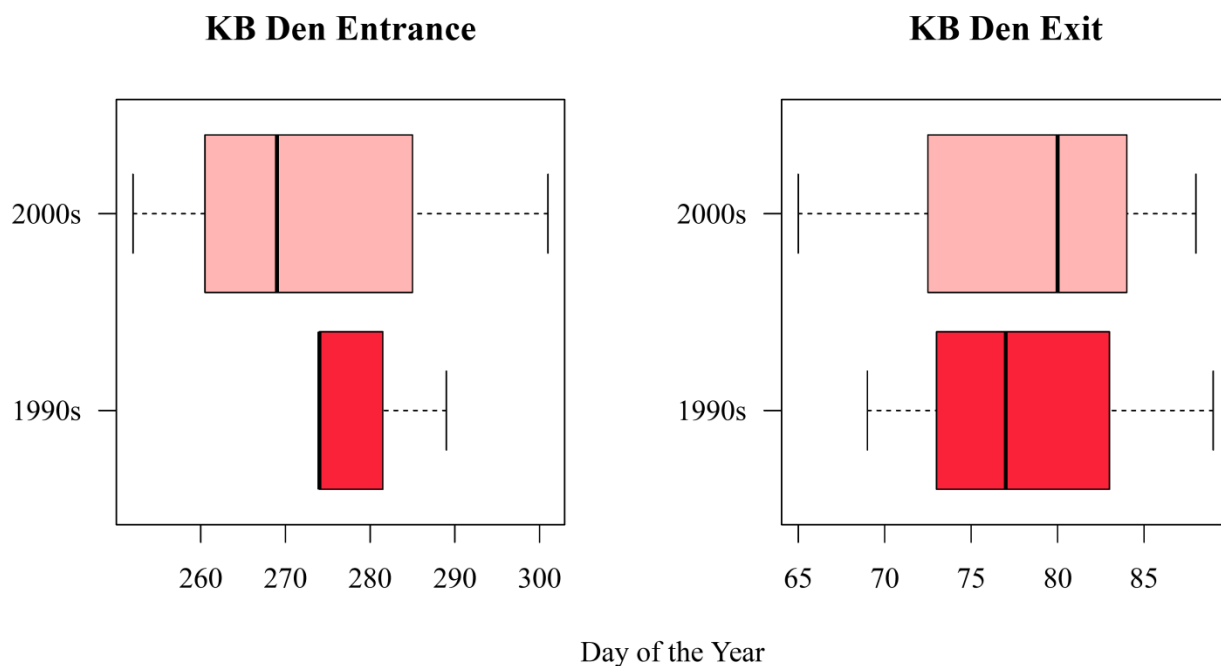 KB Den Entrance
2000s
1990s
260 270 280 290 300
KB Den Exit
2000s
1990s
65 70 75 80 85
Day of the Year